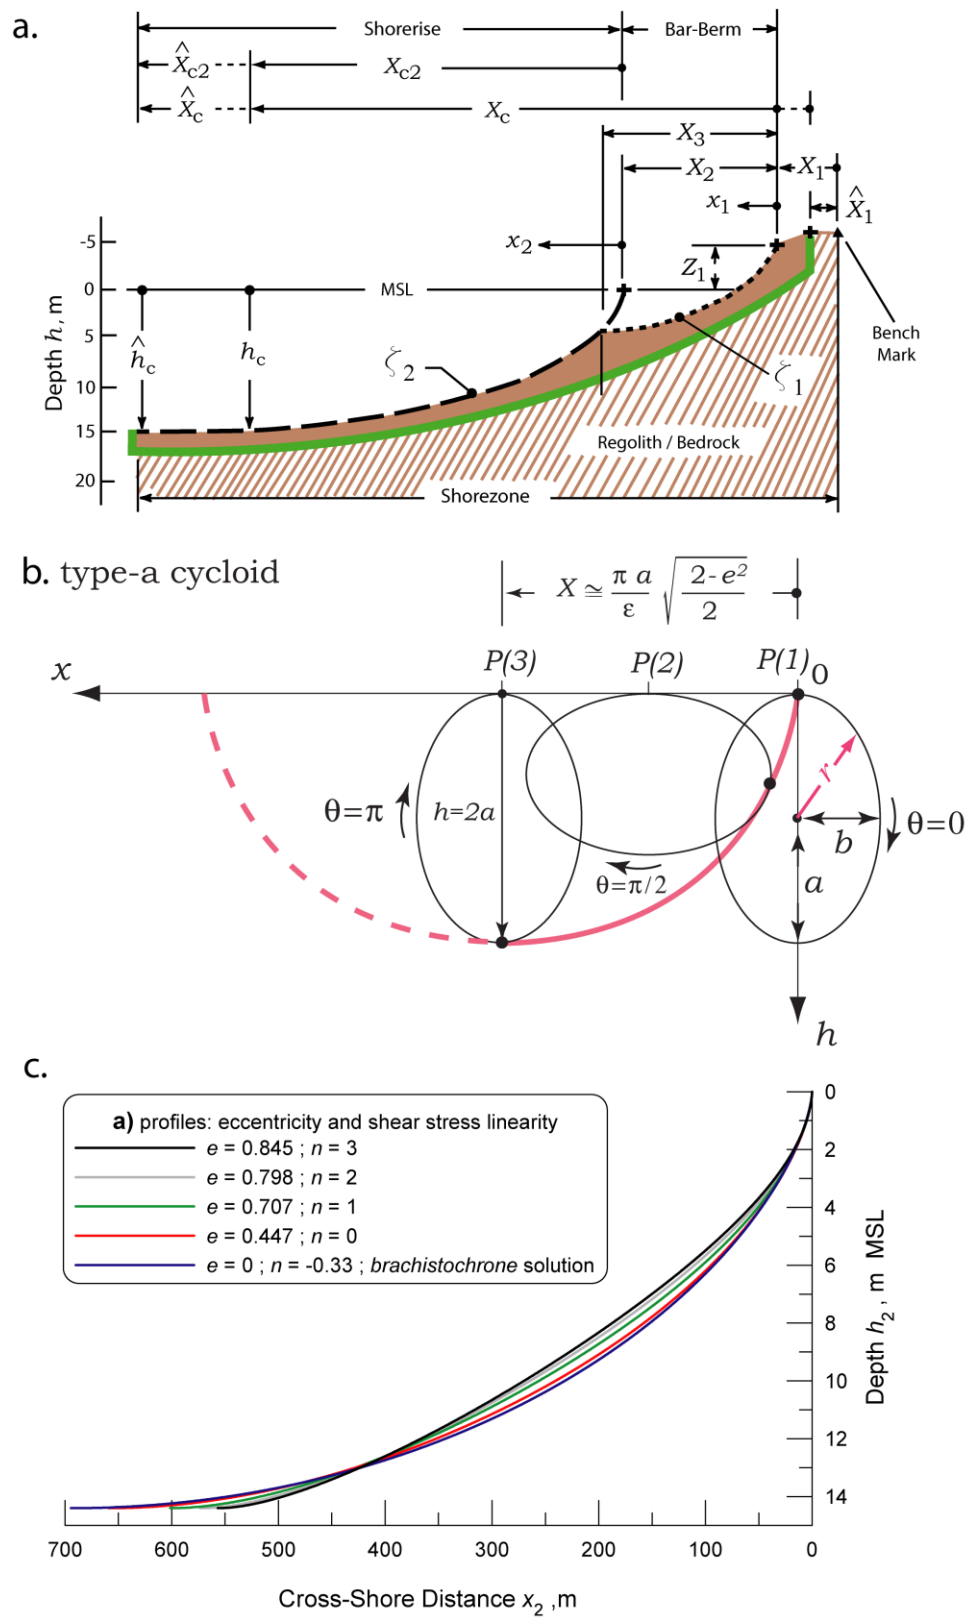 a.
Shorerise
Bar-Berm
X̂c2
Xc2
X̂c
Xc
X3
X2
X1
x1
X̂1
x2
-5
Z1
0
MSL
Depth h, m
5
ĥc
hc
ζ2
ζ1
Bench
Mark
10
15
Regolith / Bedrock
20
Shorezone
b. type-a cycloid
X ≅ π a / ε √ 2-e² / 2
x
P(3)
P(2)
P(1)
0
r
θ=π
h=2a
b
θ=0
θ=π/2
a
h
c.
a) profiles: eccentricity and shear stress linearity
e = 0.845 ; n = 3
e = 0.798 ; n = 2
e = 0.707 ; n = 1
e = 0.447 ; n = 0
e = 0 ; n = -0.33 ; brachistochrone solution
0
2
4
6
8
10
12
14
Depth h2 , m MSL
700
600
500
400
300
200
100
0
Cross-Shore Distance x2 ,m